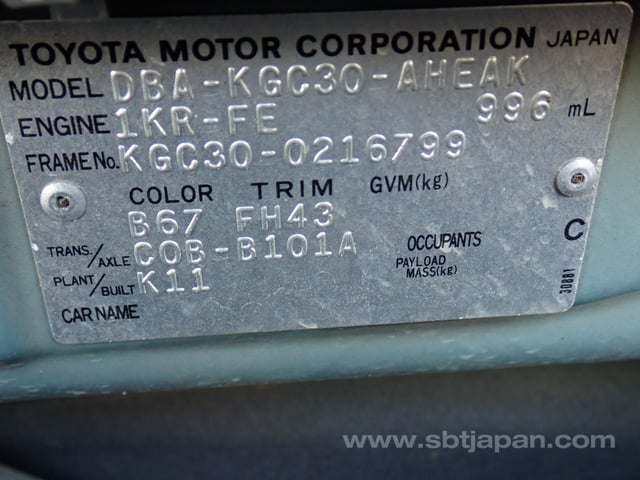 TOYOTA MOTOR CORPORATION JAPAN
MODEL DBA-KGC30-AHEAK
ENGINE 1KR-FE 996 mL
FRAME No. KGC30-0216799
COLOR TRIM GVM(kg)
B67 FH43
TRANS/AXLE C0B-B101A OCCUPANTS C
PLANT/BUILT K11 PAYLOAD MASS(kg)
CAR NAME
30881
www.sbtjapan.com